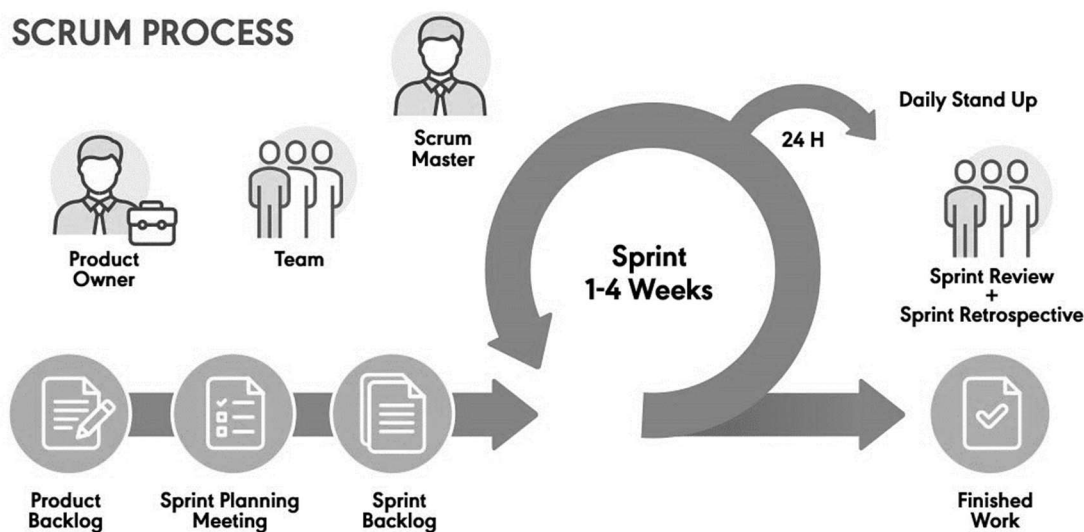 SCRUM PROCESS
Scrum
Master
Product
Owner
Team
Sprint
1-4 Weeks
24 H
Daily Stand Up
Sprint Review
+
Sprint Retrospective
Product
Backlog
Sprint Planning
Meeting
Sprint
Backlog
Finished
Work